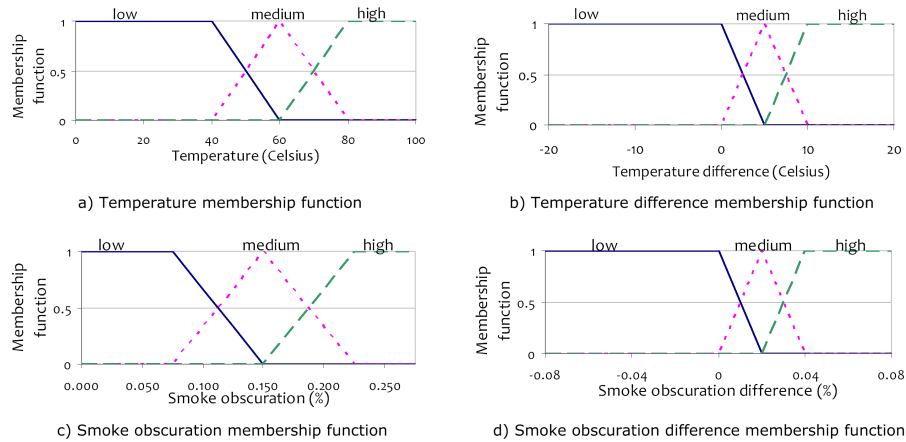 low medium high
1
0.5
0
Membership
function
0 20 40 60 80 100
Temperature (Celsius)
a) Temperature membership function
low medium high
1
0.5
0
Membership
function
-20 -10 0 10 20
Temperature difference (Celsius)
b) Temperature difference membership function
low medium high
1
0.5
0
Membership
function
0.000 0.050 0.100 0.150 0.200 0.250
Smoke obscuration (%)
c) Smoke obscuration membership function
low medium high
1
0.5
0
Membership
function
-0.08 -0.04 0 0.04 0.08
Smoke obscuration difference (%)
d) Smoke obscuration difference membership function